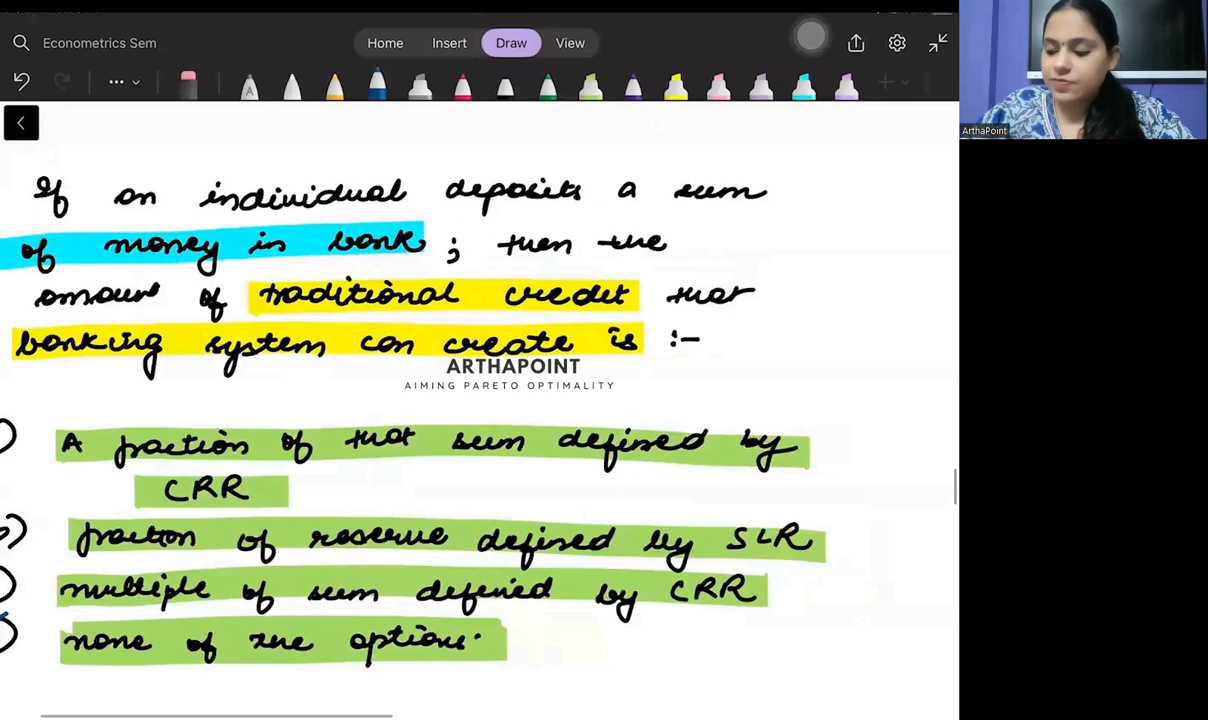 Econometrics Sem
Home Insert Draw View
A
ArthaPoint
If an individual deposits a sum
of money in bank ; then the
amount of traditional credit that
banking system can create is :-
ARTHAPOINT
AIMING PARETO OPTIMALITY
A fraction of that sum defined by
CRR
fraction of reserve defined by SLR
multiple of sum defined by CRR
none of the options.